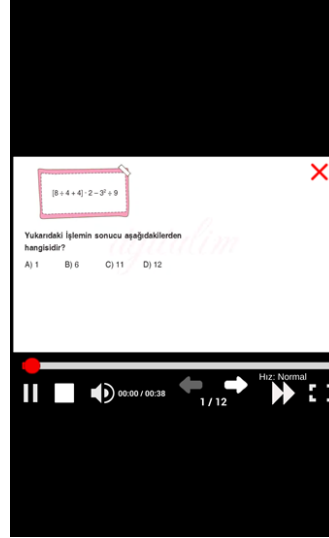 [8 ÷ 4 + 4] · 2 – 3² ÷ 9
Yukarıdaki İşlemin sonucu aşağıdakilerden
hangisidir?
A) 1 B) 6 C) 11 D) 12
Hız: Normal
00:00 / 00:38
1 / 12